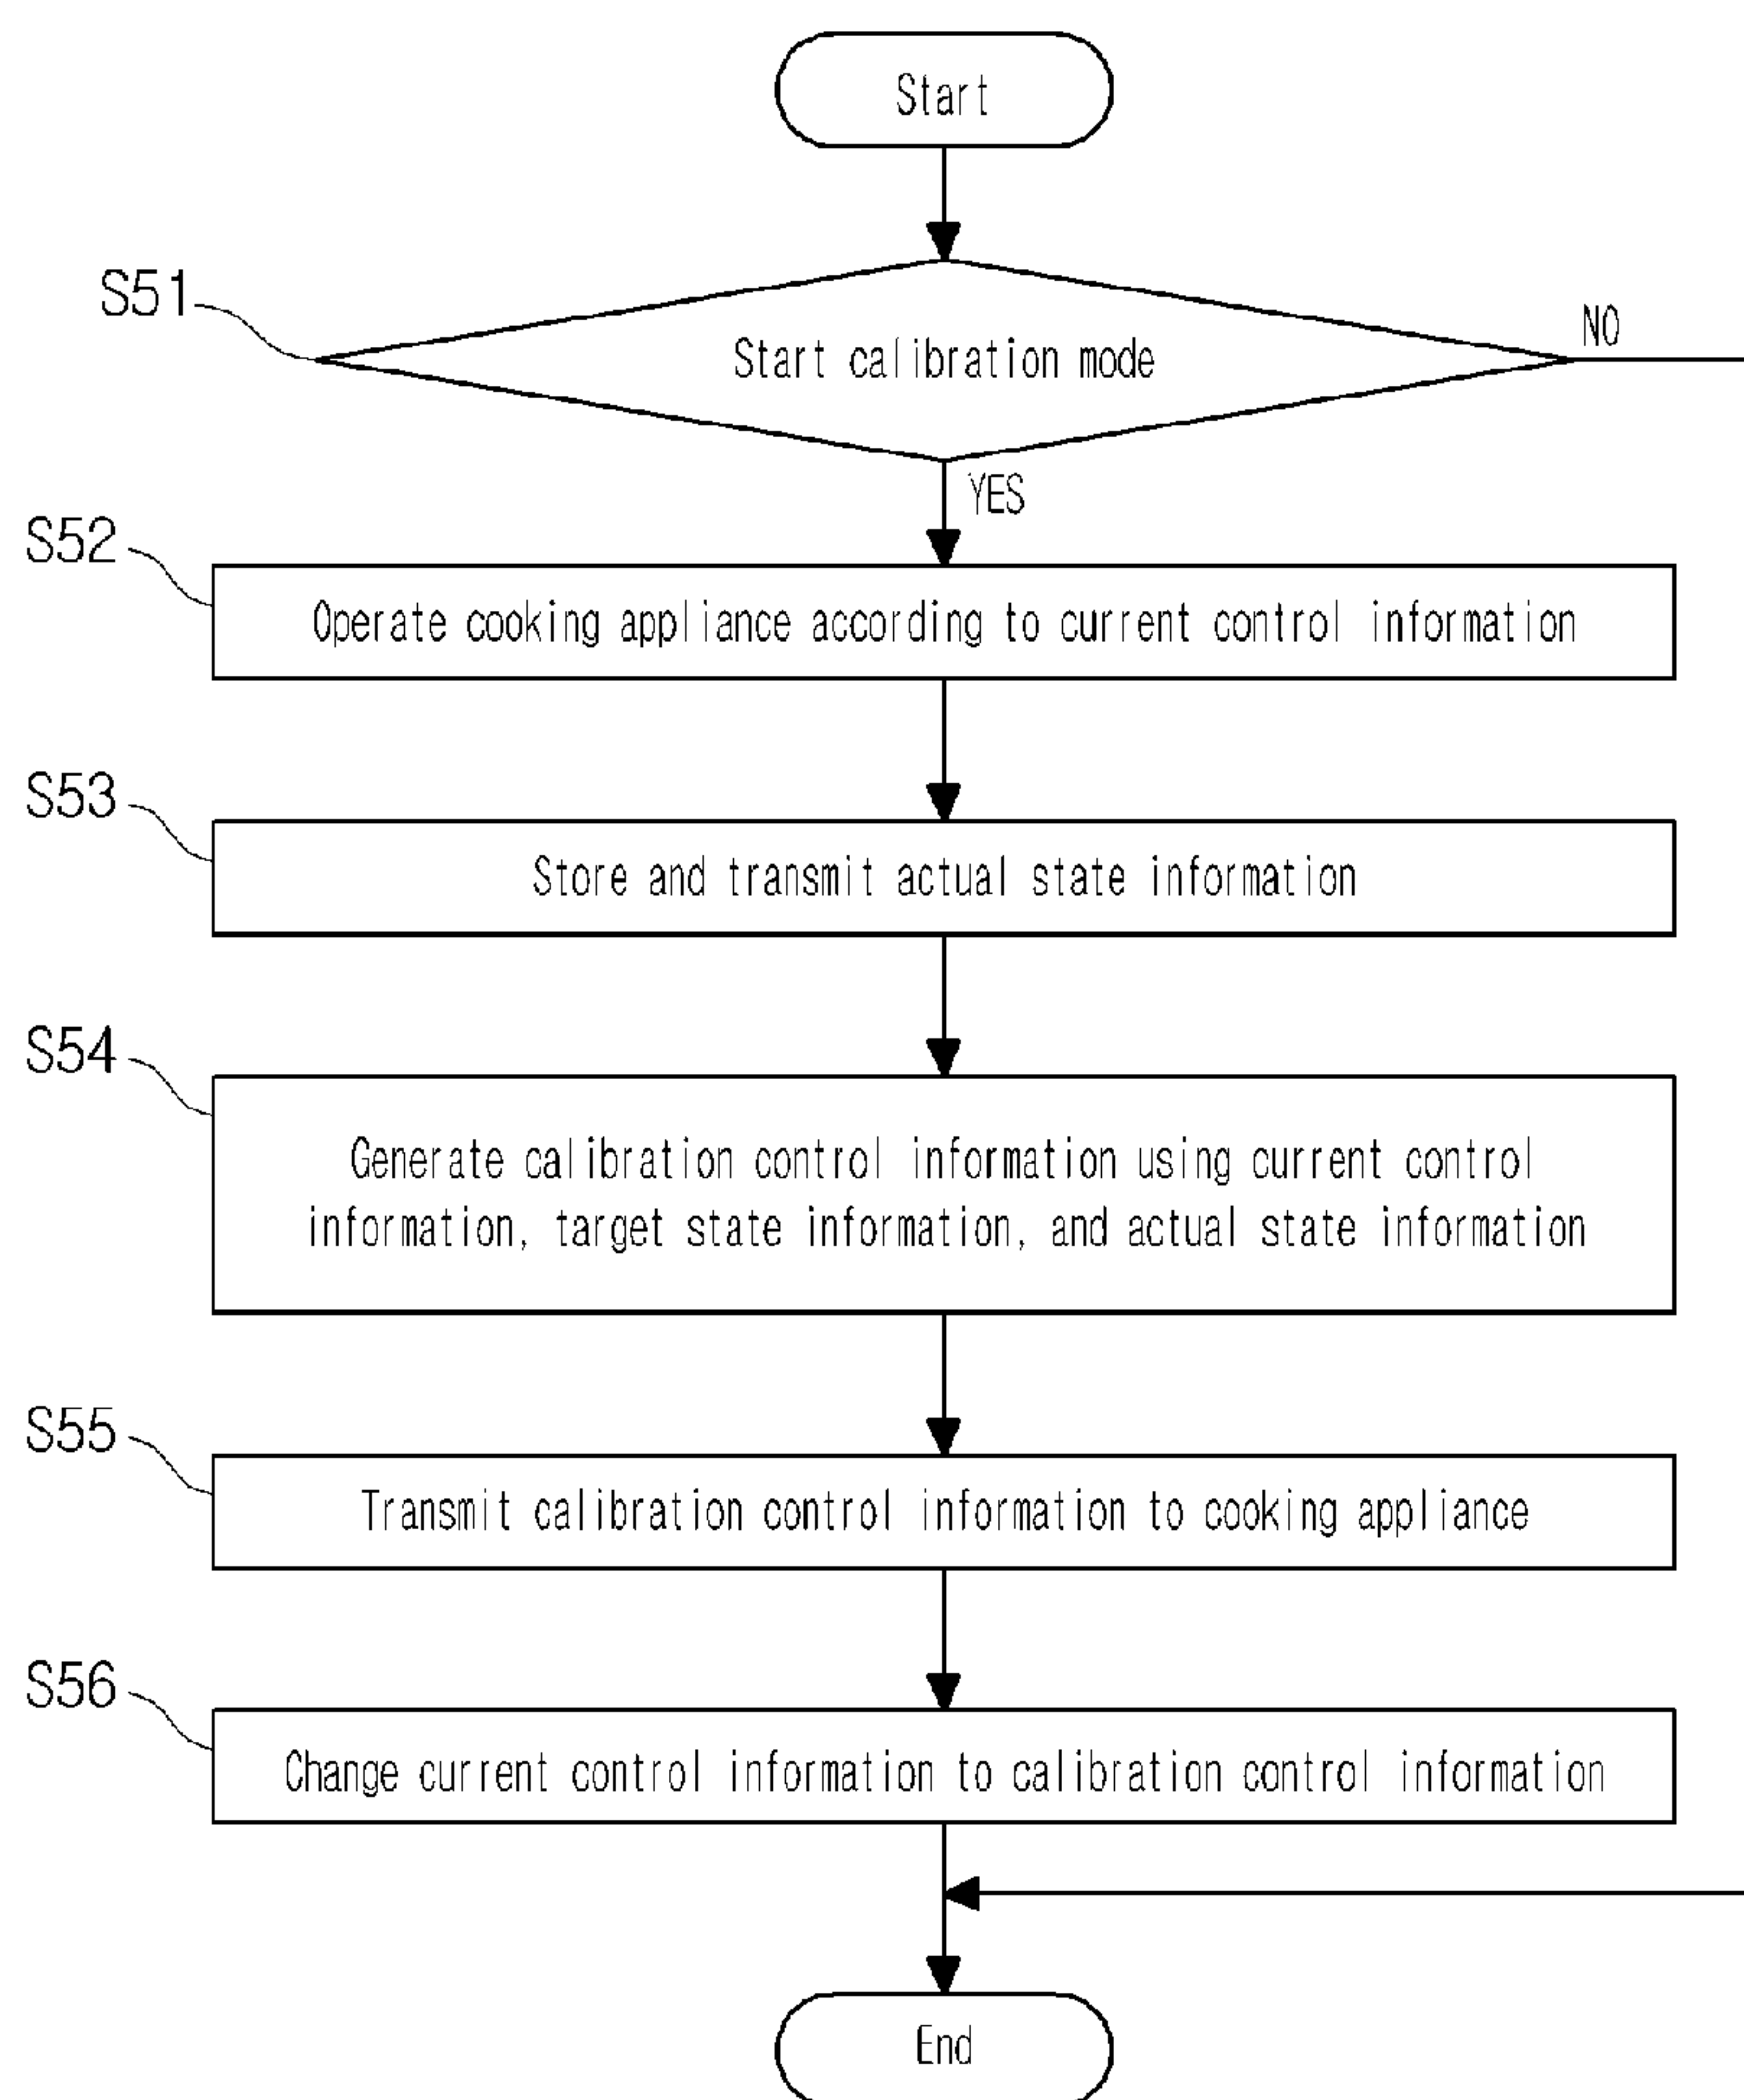 Start
S51
Start calibration mode
NO
YES
S52
Operate cooking appliance according to current control information
S53
Store and transmit actual state information
S54
Generate calibration control information using current control
information, target state information, and actual state information
S55
Transmit calibration control information to cooking appliance
S56
Change current control information to calibration control information
End